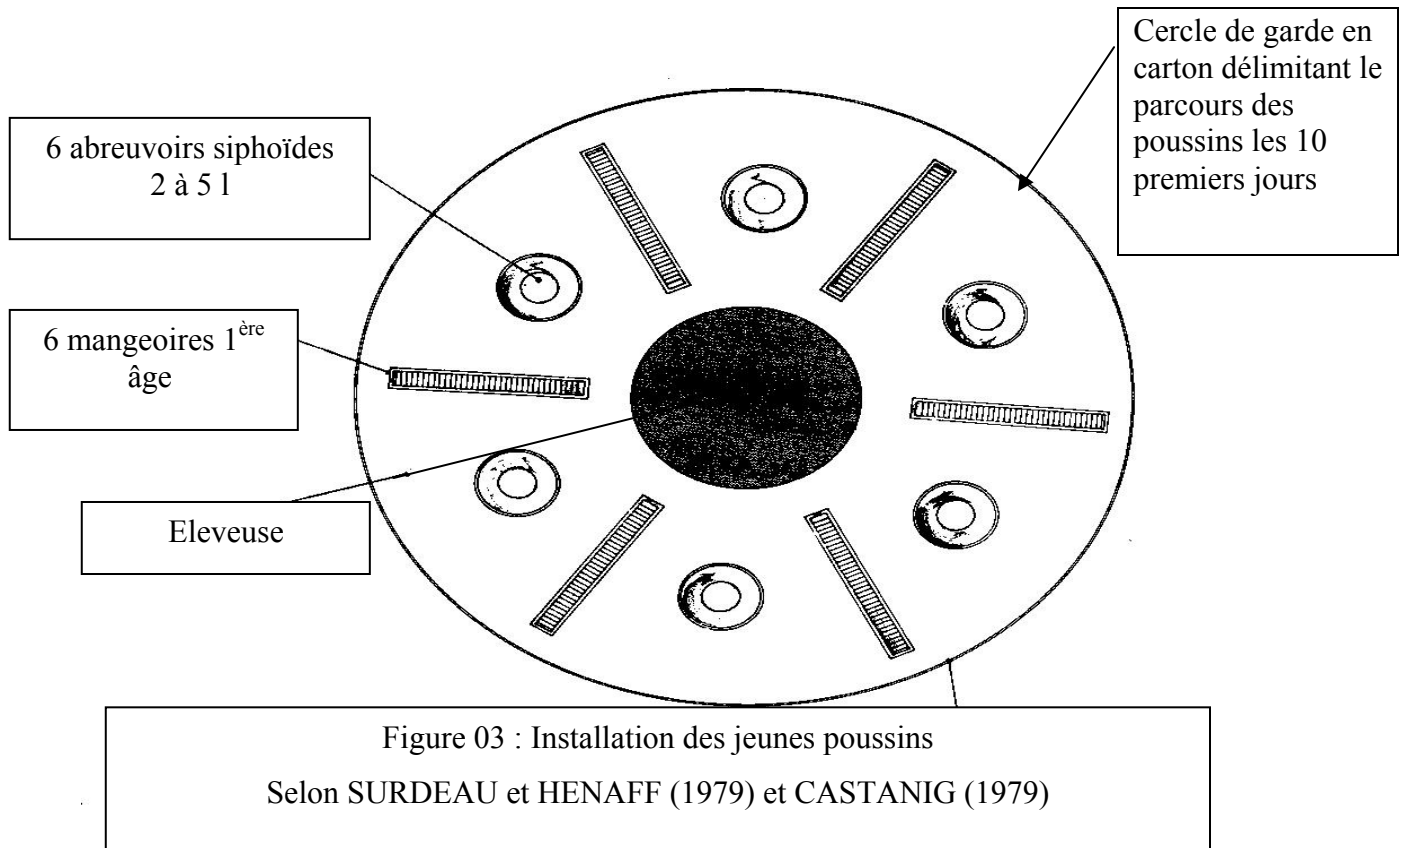 Cercle de garde en
carton délimitant le
parcours des
poussins les 10
premiers jours
6 abreuvoirs siphoïdes
2 à 5 l
6 mangeoires 1ère
âge
Eleveuse
Figure 03 : Installation des jeunes poussins
Selon SURDEAU et HENAFF (1979) et CASTANIG (1979)